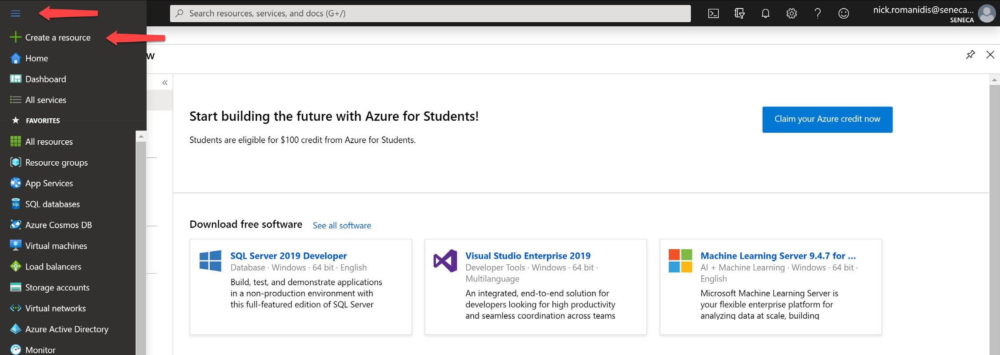 Search resources, services, and docs (G+/)
nick.romanidis@seneca...
SENECA
Create a resource
Home
Dashboard
All services
FAVORITES
All resources
Resource groups
App Services
SQL
SQL databases
Azure Cosmos DB
Virtual machines
Load balancers
Storage accounts
Virtual networks
Azure Active Directory
Monitor
w
«
Start building the future with Azure for Students!
Students are eligible for $100 credit from Azure for Students.
Claim your Azure credit now
Download free software See all software
SQL Server 2019 Developer
Database · Windows · 64 bit · English
Build, test, and demonstrate applications
in a non-production environment with
this full-featured edition of SQL Server
Visual Studio Enterprise 2019
Developer Tools · Windows · 64 bit ·
Multilanguage
An integrated, end-to-end solution for
developers looking for high productivity
and seamless coordination across teams
Machine Learning Server 9.4.7 for ...
AI + Machine Learning · Windows · 64 bit ·
English
Microsoft Machine Learning Server is
your flexible enterprise platform for
analyzing data at scale, building